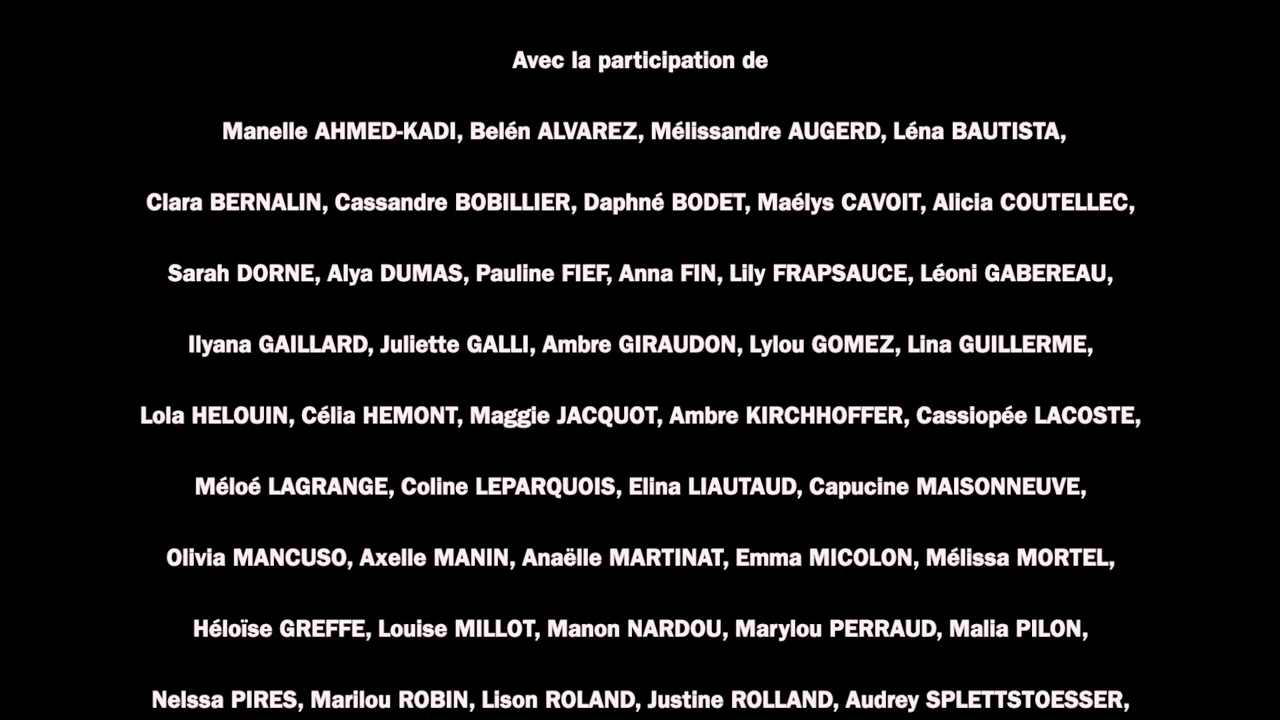 Avec la participation de
Manelle AHMED-KADI, Belén ALVAREZ, Mélissandre AUGERD, Léna BAUTISTA,
Clara BERNALIN, Cassandre BOBILLIER, Daphné BODET, Maélys CAVOIT, Alicia COUTELLEC,
Sarah DORNE, Alya DUMAS, Pauline FIEF, Anna FIN, Lily FRAPSAUCE, Léoni GABEREAU,
Ilyana GAILLARD, Juliette GALLI, Ambre GIRAUDON, Lylou GOMEZ, Lina GUILLERME,
Lola HELOUIN, Célia HEMONT, Maggie JACQUOT, Ambre KIRCHHOFFER, Cassiopée LACOSTE,
Méloé LAGRANGE, Coline LEPARQUOIS, Elina LIAUTAUD, Capucine MAISONNEUVE,
Olivia MANCUSO, Axelle MANIN, Anaëlle MARTINAT, Emma MICOLON, Mélissa MORTEL,
Héloïse GREFFE, Louise MILLOT, Manon NARDOU, Marylou PERRAUD, Malia PILON,
Nelssa PIRES, Marilou ROBIN, Lison ROLAND, Justine ROLLAND, Audrey SPLETTSTOESSER,